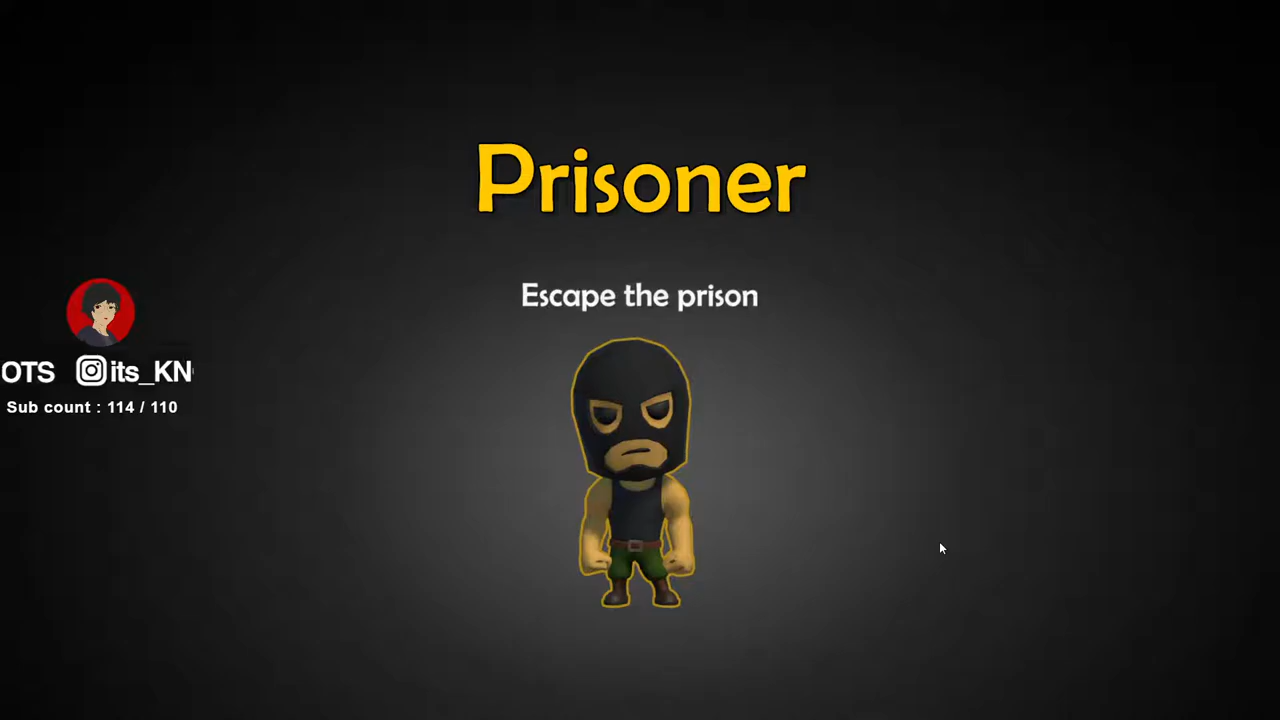 Prisoner
Escape the prison
OTS its_KN
Sub count : 114 / 110